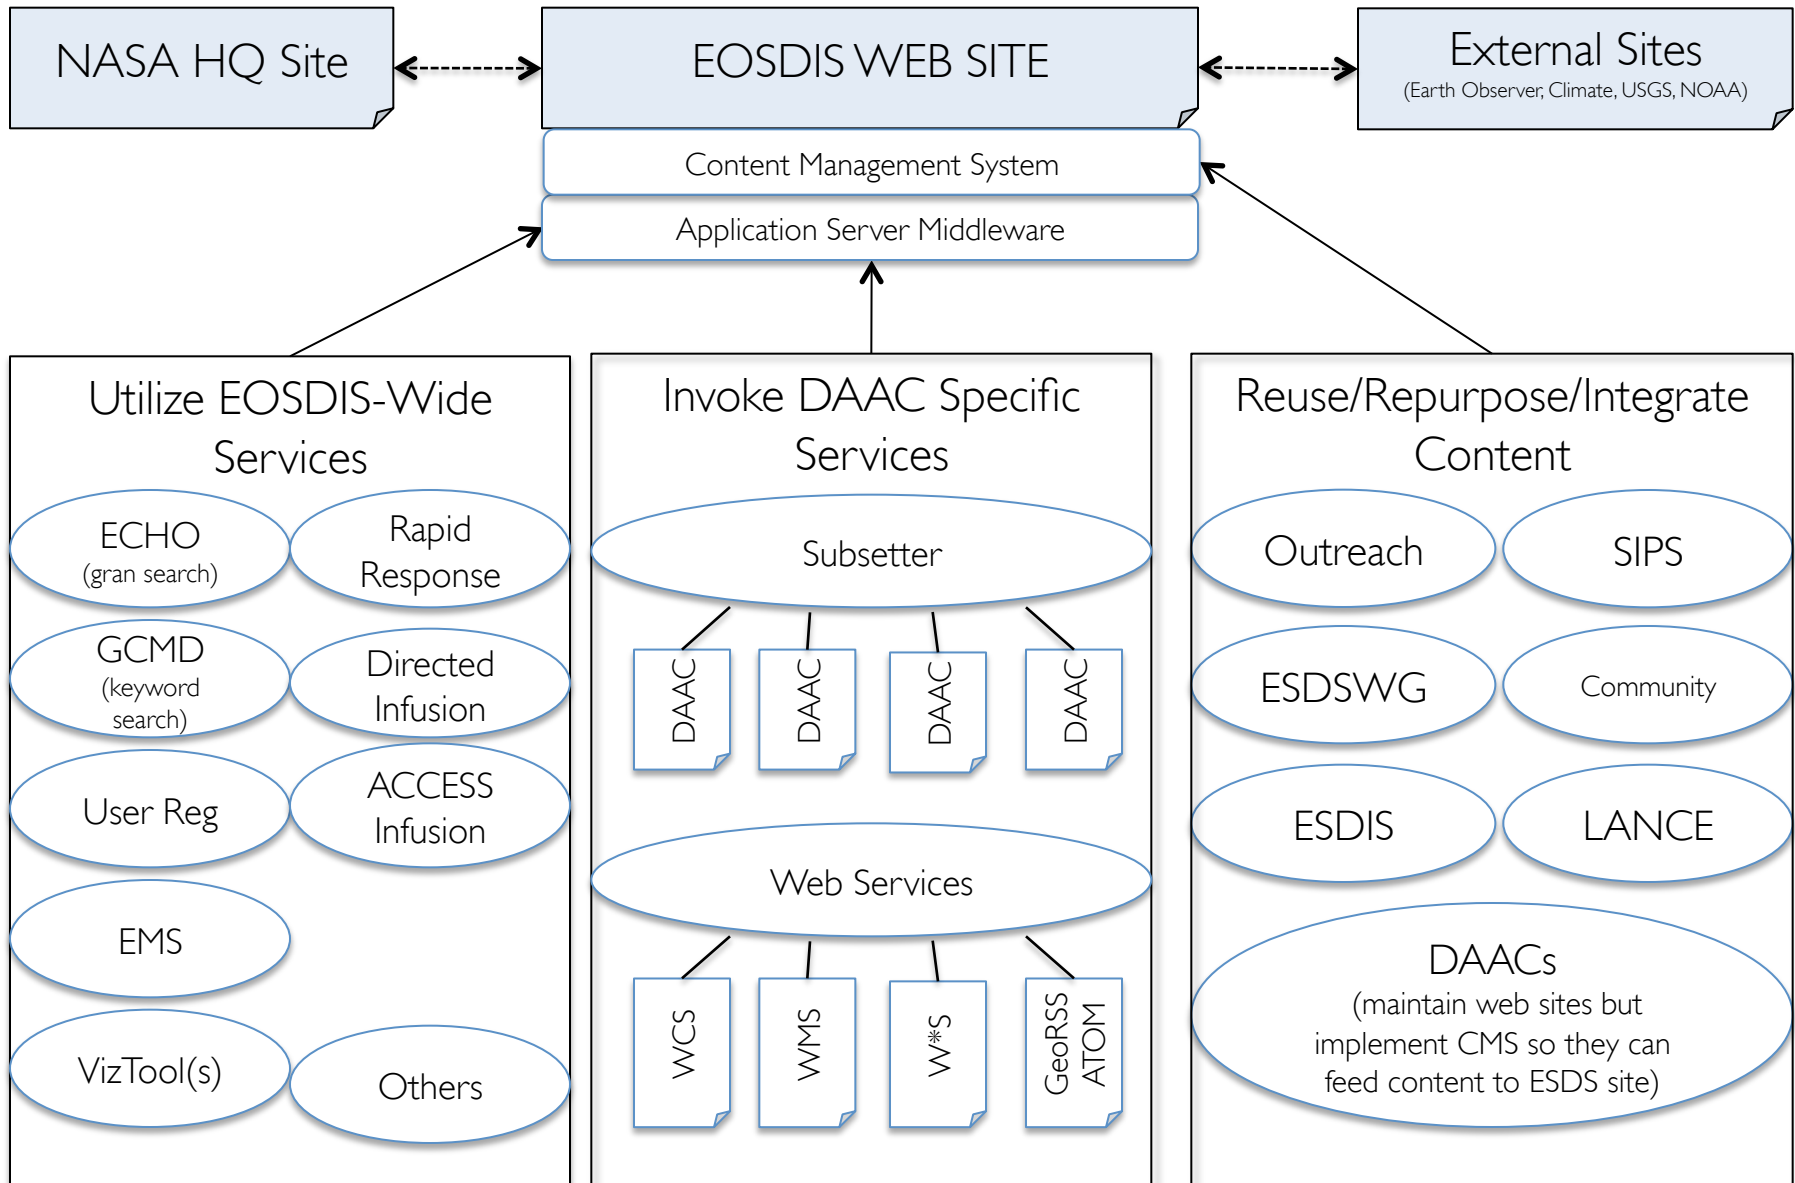 NASA HQ Site
EOSDIS WEB SITE
External Sites
(Earth Observer, Climate, USGS, NOAA)
Content Management System
Application Server Middleware
Utilize EOSDIS-Wide
Services
ECHO
(gran search)
Rapid
Response
GCMD
(keyword
search)
Directed
Infusion
User Reg
ACCESS
Infusion
EMS
VizTool(s)
Others
Invoke DAAC Specific
Services
Subsetter
DAAC
DAAC
DAAC
DAAC
Web Services
WCS
WMS
W*S
GeoRSS
ATOM
Reuse/Repurpose/Integrate
Content
Outreach
SIPS
ESDSWG
Community
ESDIS
LANCE
DAACs
(maintain web sites but
implement CMS so they can
feed content to ESDS site)